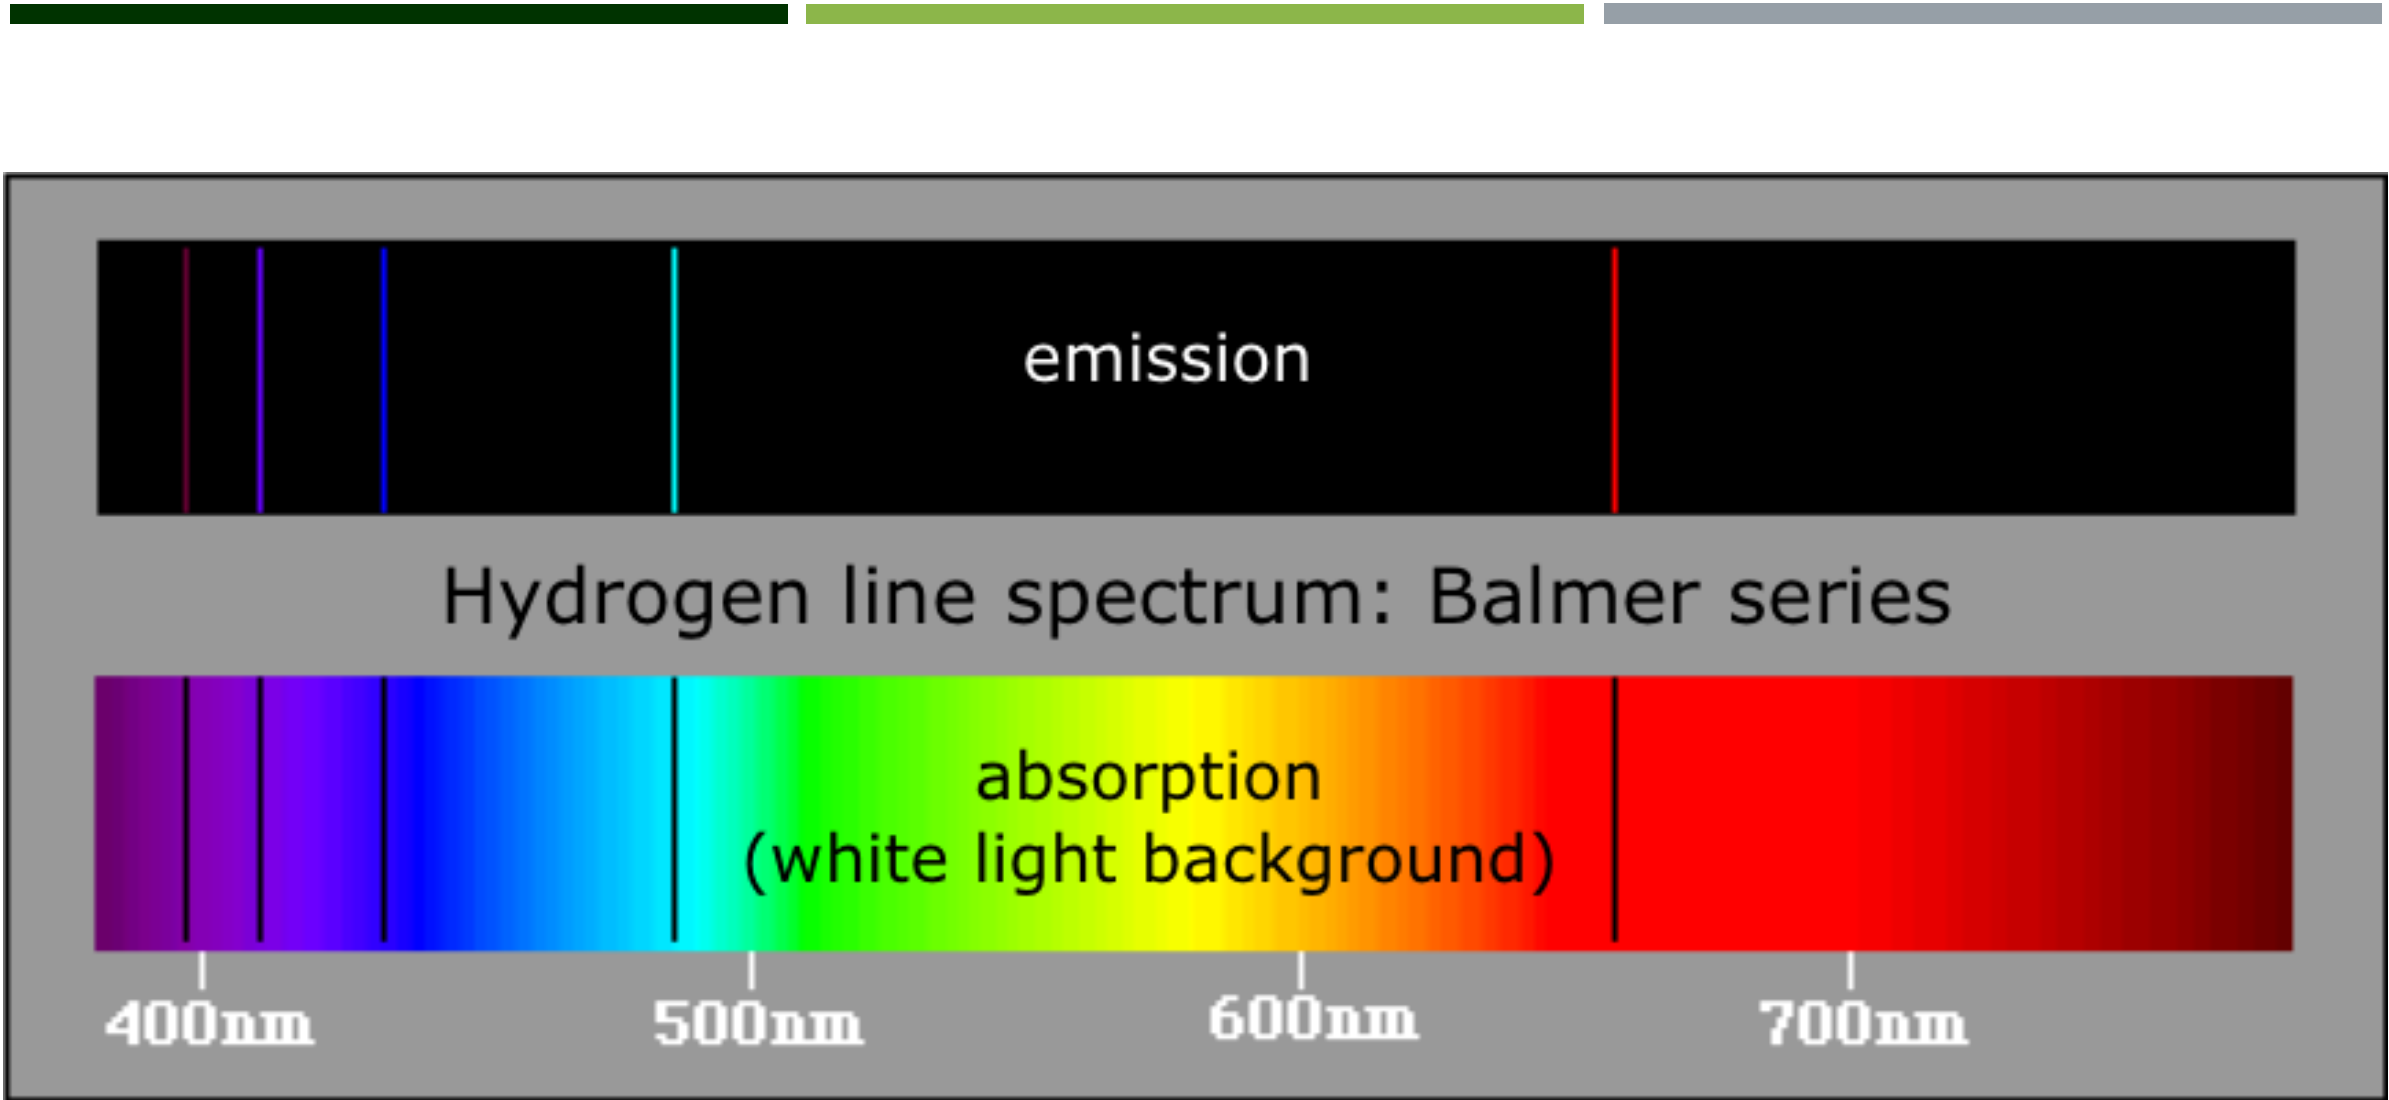 emission
Hydrogen line spectrum: Balmer series
absorption
(white light background)
400nm 500nm 600nm 700nm